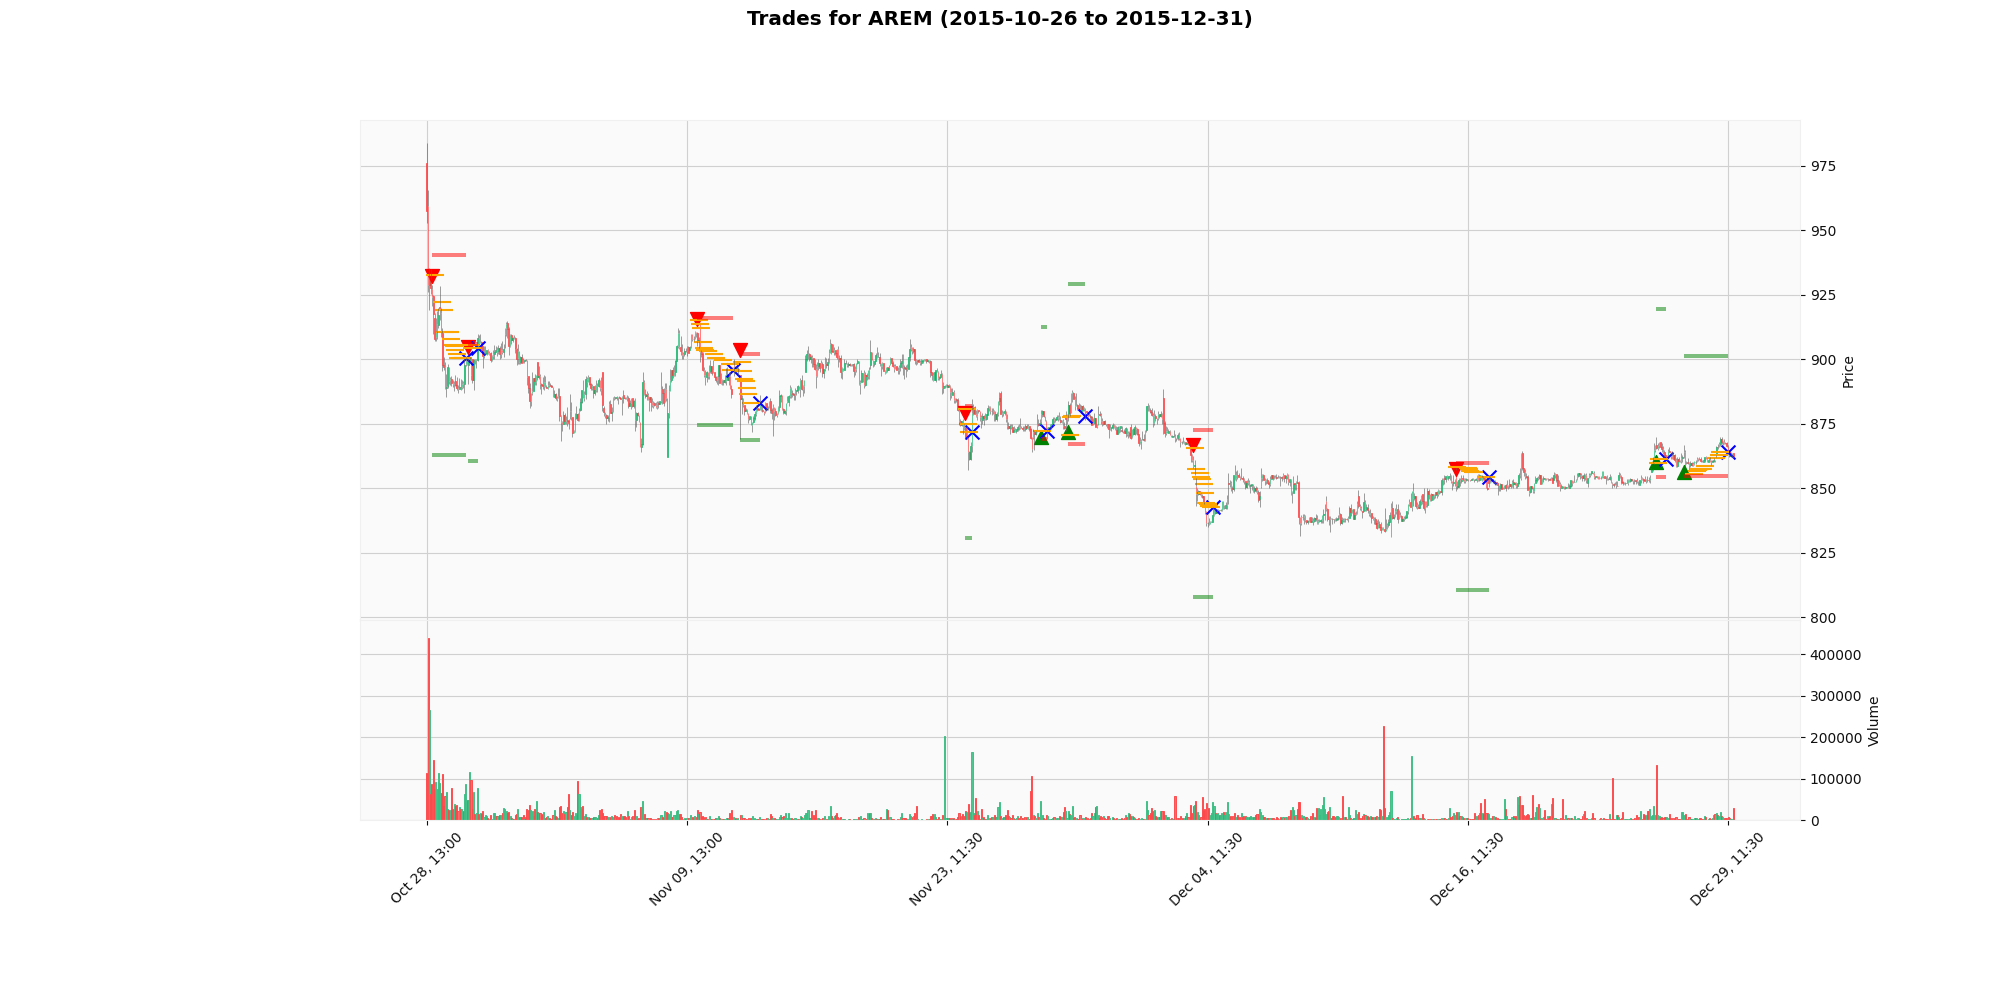 Trades for AREM (2015-10-26 to 2015-12-31)
975
950
925
900
875
850
825
800
Price
400000
300000
200000
100000
0
Volume
Oct 28, 13:00
Nov 09, 13:00
Nov 23, 11:30
Dec 04, 11:30
Dec 16, 11:30
Dec 29, 11:30